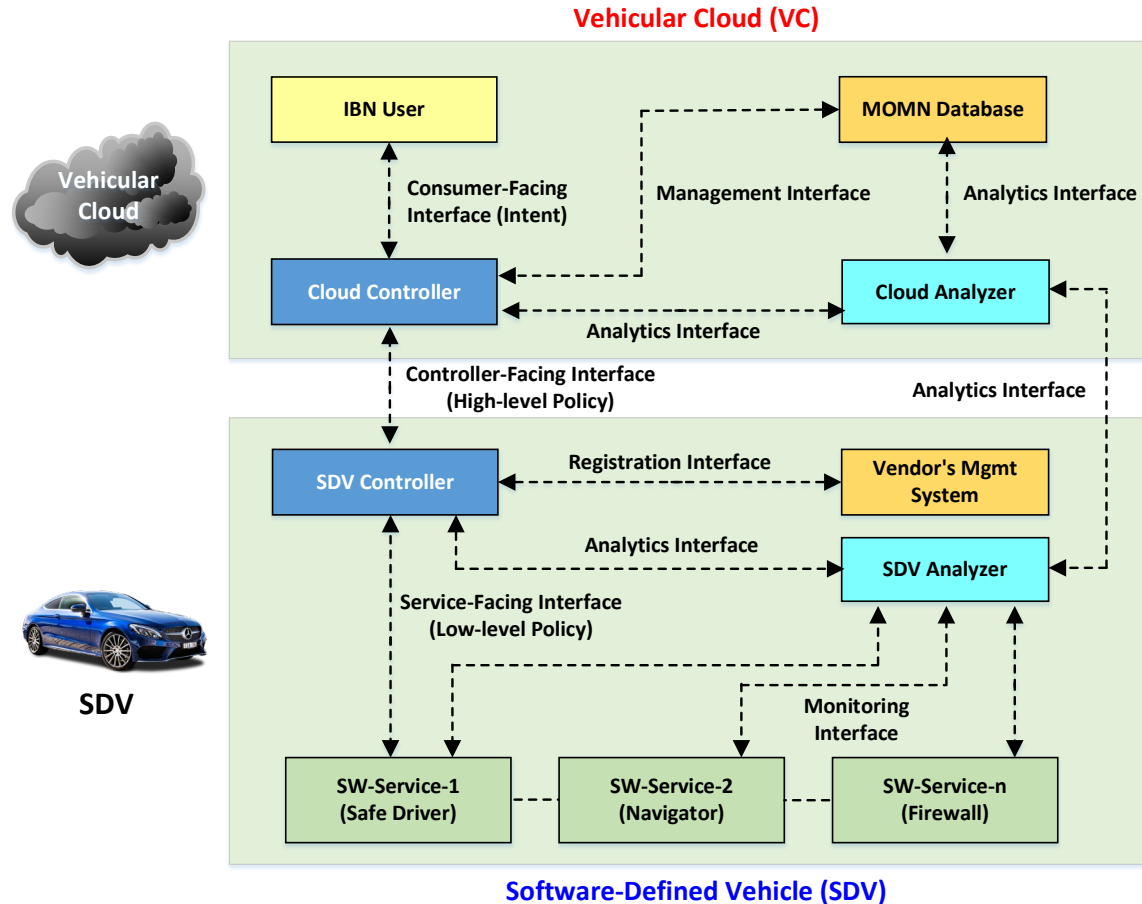 Vehicular Cloud (VC)
IBN User
MOMN Database
Vehicular
Cloud
Consumer-Facing
Interface (Intent)
Management Interface
Analytics Interface
Cloud Controller
Cloud Analyzer
Analytics Interface
Controller-Facing Interface
(High-level Policy)
Analytics Interface
SDV Controller
Registration Interface
Vendor's Mgmt
System
Analytics Interface
SDV Analyzer
Service-Facing Interface
(Low-level Policy)
SDV
Monitoring
Interface
SW-Service-1
(Safe Driver)
SW-Service-2
(Navigator)
SW-Service-n
(Firewall)
Software-Defined Vehicle (SDV)